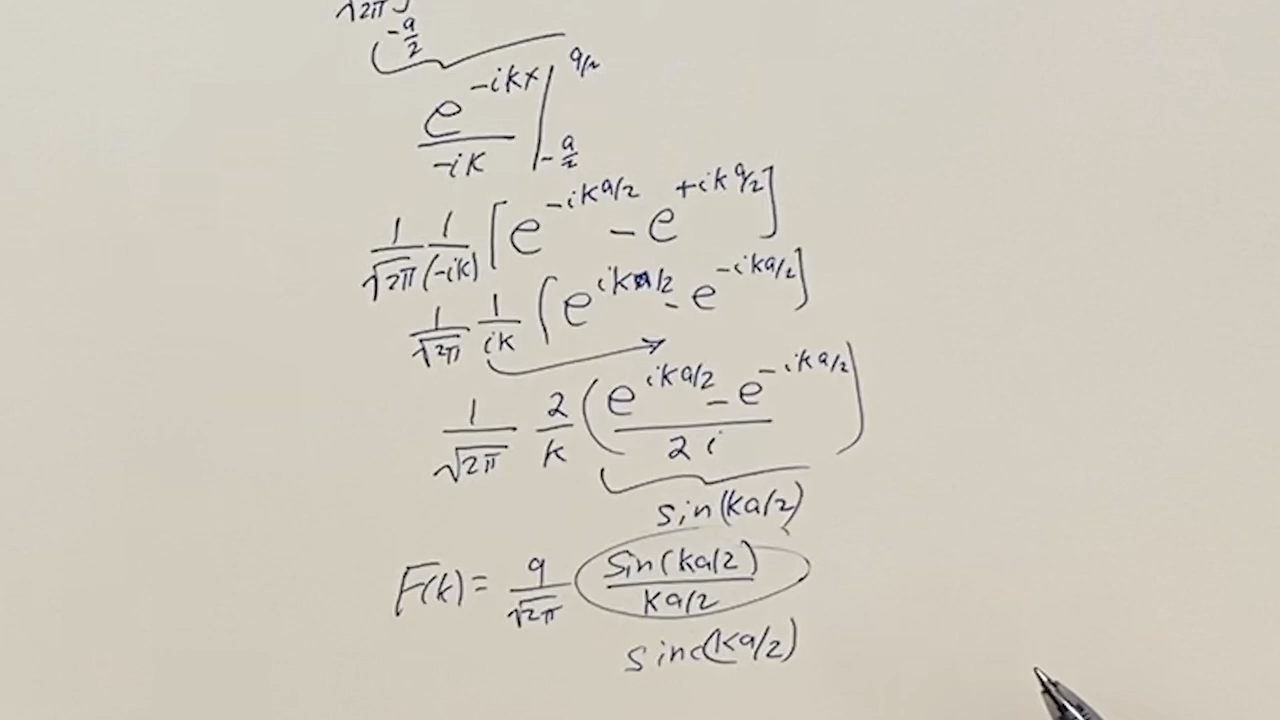 √2π
-a/2
e^{-ikx}/-ik |_{-a/2}^{a/2}
1/√2π 1/(-ik) [e^{-ika/2} - e^{+ika/2}]
1/√2π 1/ik [e^{ika/2} - e^{-ika/2}]
1/√2π 2/k (e^{ika/2} - e^{-ika/2}/2i)
sin(ka/2)
F(k) = a/√2π sin(ka/2)/ka/2
sinc(ka/2)